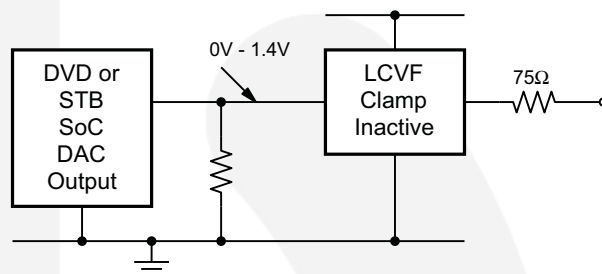 0V - 1.4V
DVD or
STB
SoC
DAC
Output
LCVF
Clamp
Inactive
75Ω